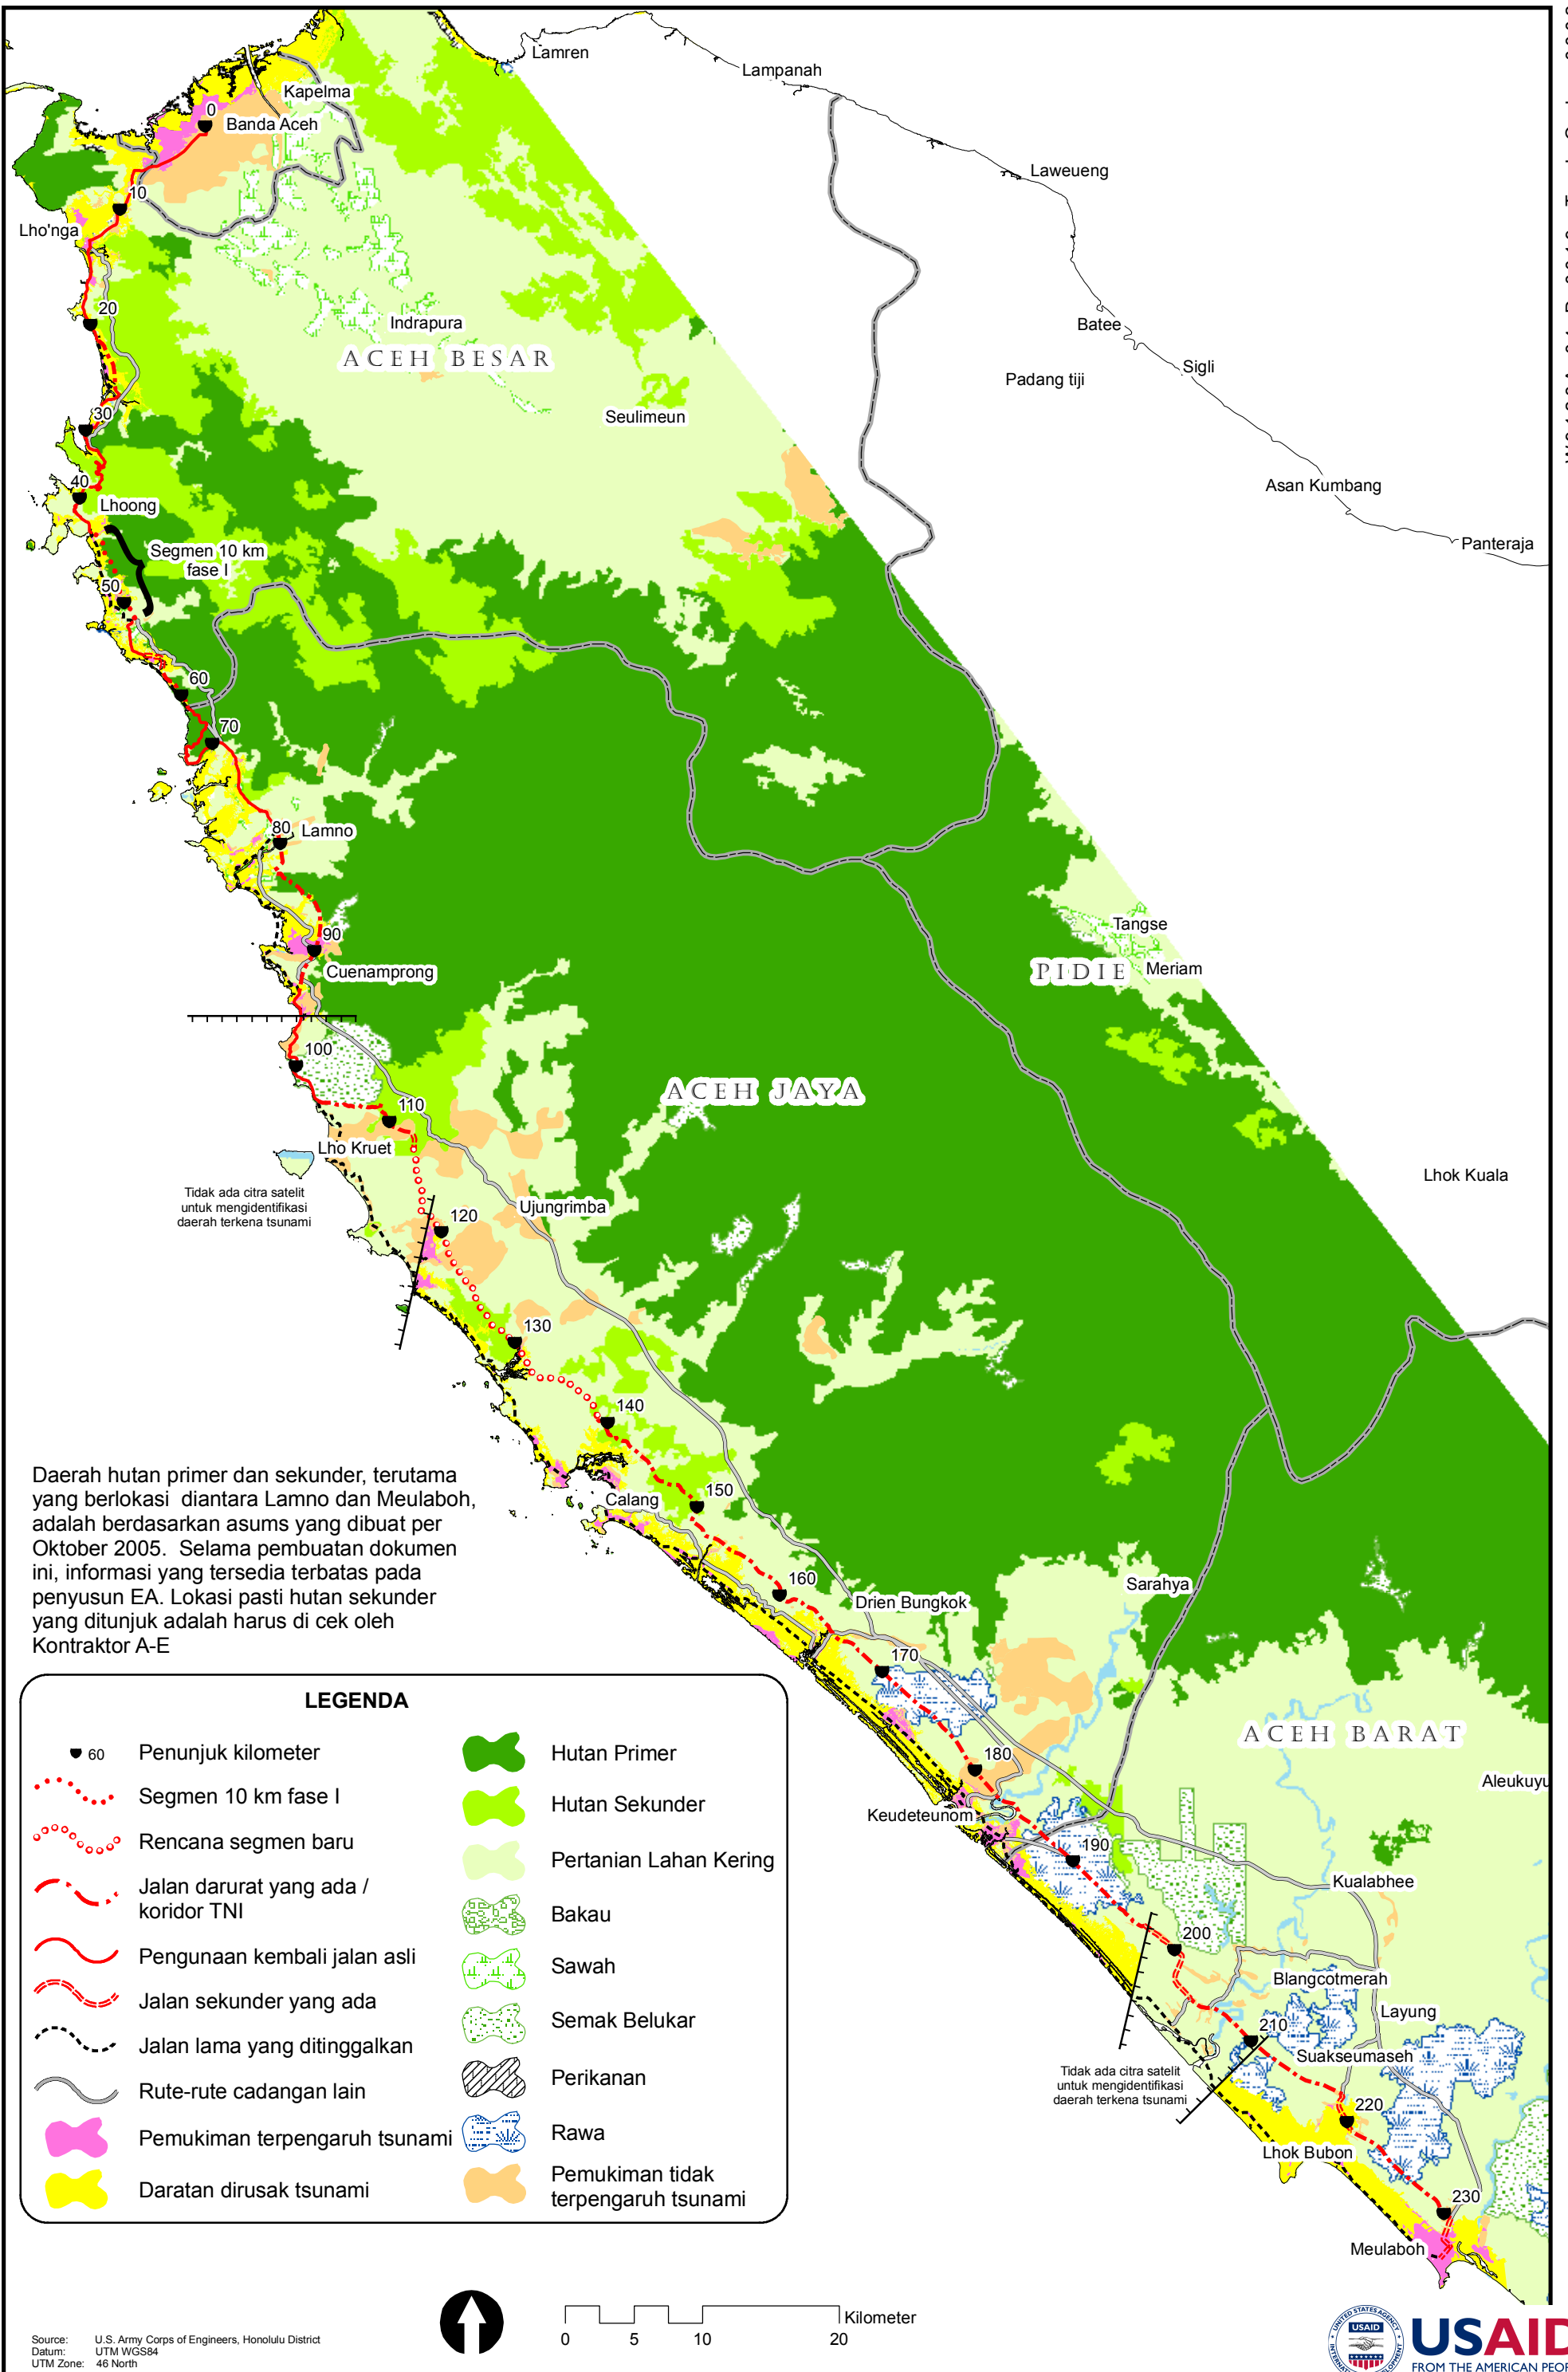 Lamren
Lampanah
Kapelma
0
Banda Aceh
Laweueng
10
Lho'nga
20
Indrapura
Batee
ACEH BESAR
Sigli
Padang tiji
30
Seulimeun
40
Asan Kumbang
Lhoong
Panteraja
Segmen 10 km
fase I
50
60
70
80
Lamno
90
Tangse
Cuenamprong
PIDIE
Meriam
100
ACEH JAYA
110
Lho Kruet
Lhok Kuala
Tidak ada citra satelit
untuk mengidentifikasi
daerah terkena tsunami
Ujungrimba
120
130
140
Daerah hutan primer dan sekunder, terutama
yang berlokasi diantara Lamno dan Meulaboh,
adalah berdasarkan asums yang dibuat per
Oktober 2005. Selama pembuatan dokumen
ini, informasi yang tersedia terbatas pada
penyusun EA. Lokasi pasti hutan sekunder
yang ditunjuk adalah harus di cek oleh
Kontraktor A-E
150
Calang
160
Sarahya
Drien Bungkok
170
ACEH BARAT
180
Aleukuyu
Keudeteunom
190
Kualabhee
200
Blangcotmerah
Layung
210
Suakseumaseh
Tidak ada citra satelit
untuk mengidentifikasi
daerah terkena tsunami
220
Lhok Bubon
230
Meulaboh
LEGENDA
60
Penunjuk kilometer
Segmen 10 km fase I
Rencana segmen baru
Jalan darurat yang ada /
koridor TNI
Pengunaan kembali jalan asli
Jalan sekunder yang ada
Jalan lama yang ditinggalkan
Rute-rute cadangan lain
Pemukiman terpengaruh tsunami
Daratan dirusak tsunami
Hutan Primer
Hutan Sekunder
Pertanian Lahan Kering
Bakau
Sawah
Semak Belukar
Perikanan
Rawa
Pemukiman tidak
terpengaruh tsunami
Kilometer
0 5 10 20
Source: U.S. Army Corps of Engineers, Honolulu District
Datum: UTM WGS84
UTM Zone: 46 North
UNITED STATES AGENCY
USAID
USAID
FROM THE AMERICAN PEOP